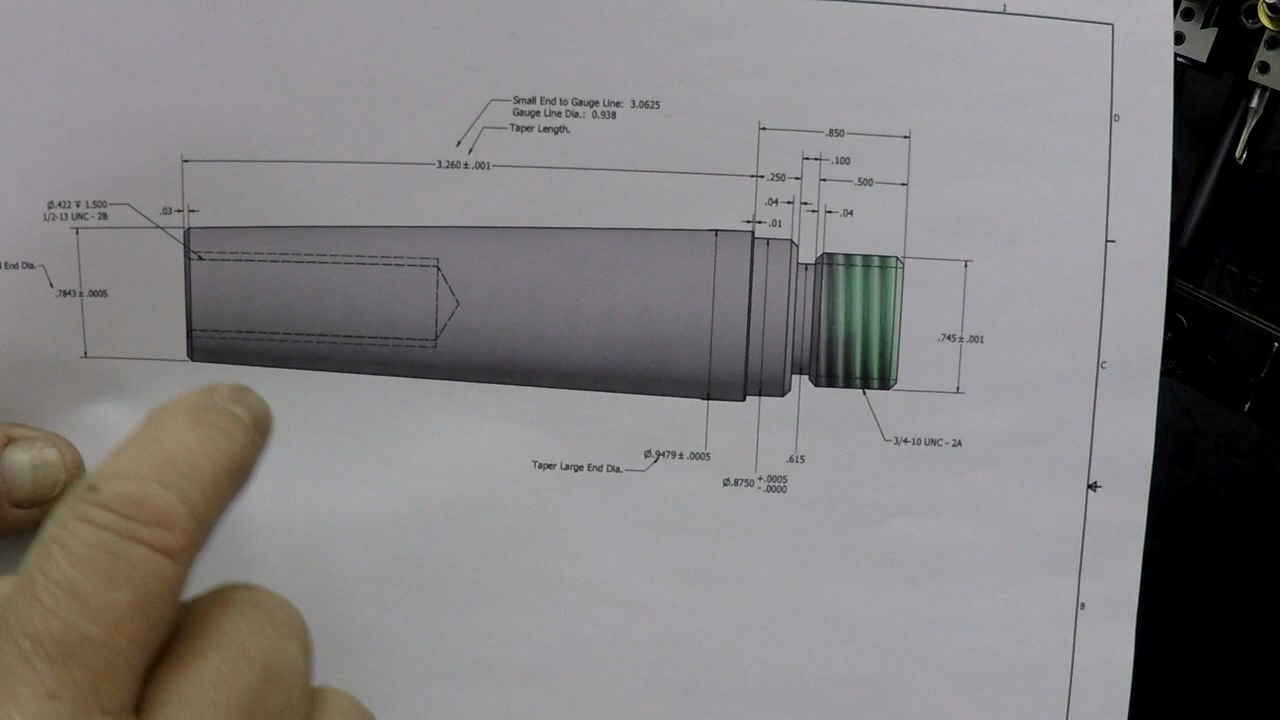 1
D
Small End to Gauge Line: 3.0625
Gauge Line Dia.: 0.938
Taper Length.
.850
3.260±.001
.100
.250
.500
Ø.422 ↧ 1.500
1/2-13 UNC - 2B
.03
.04
.04
.01
End Dia.
.7843±.0005
.745±.001
C
3/4-10 UNC - 2A
Taper Large End Dia.
Ø.9479±.0005
.615
Ø.8750 +.0005
-.0000
B